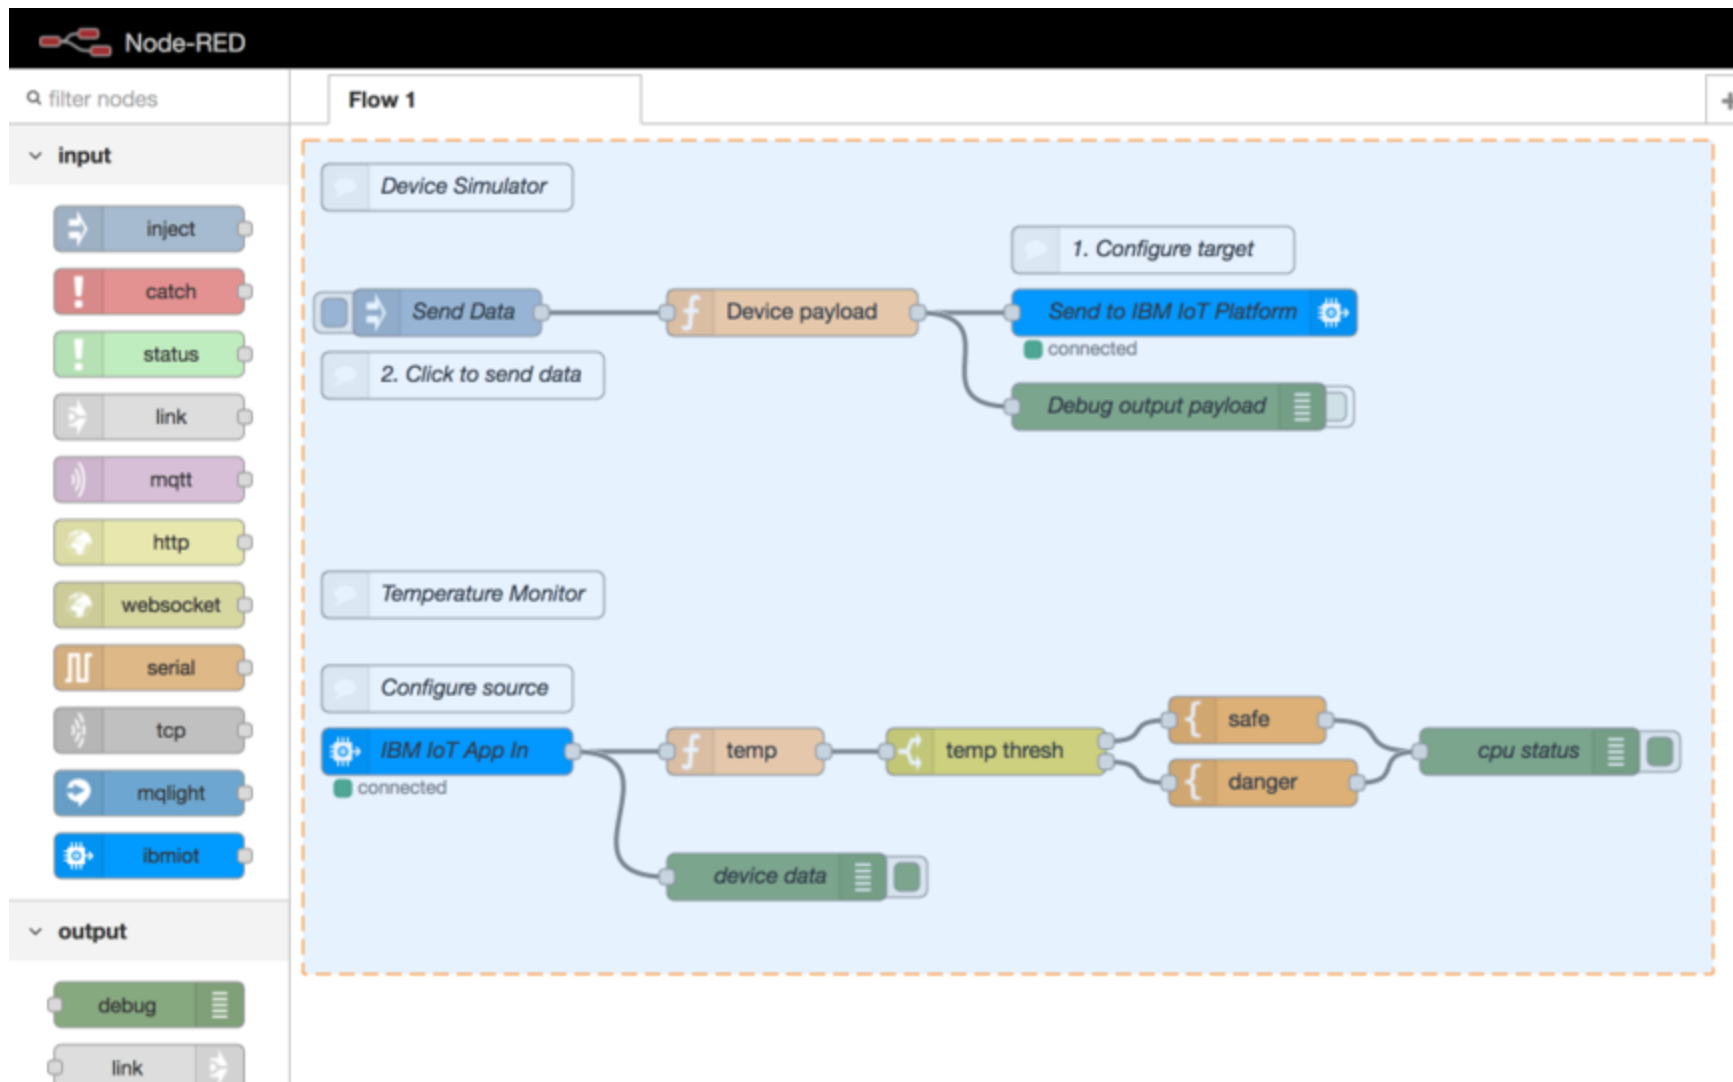 Node-RED
filter nodes
Flow 1
+
input
inject
catch
status
link
mqtt
http
websocket
serial
tcp
mqlight
ibmiot
output
debug
link
Device Simulator
1. Configure target
Send Data
Device payload
Send to IBM IoT Platform
connected
2. Click to send data
Debug output payload
Temperature Monitor
Configure source
IBM IoT App In
connected
temp
temp thresh
safe
danger
cpu status
device data